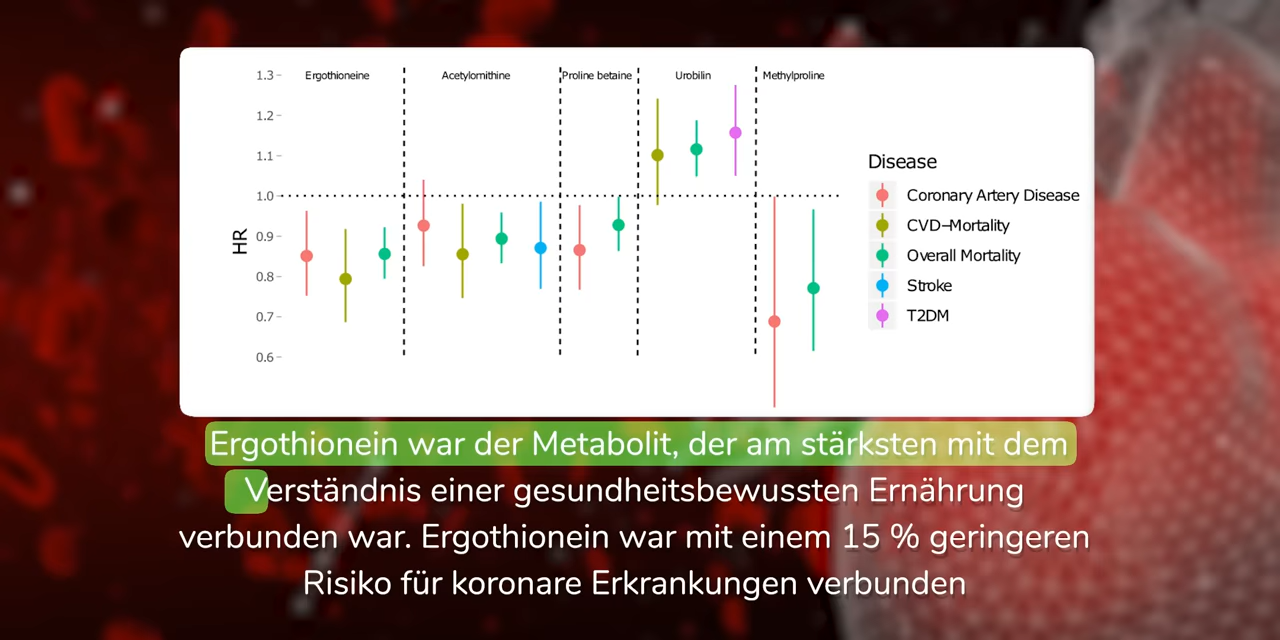 1.3
Ergothioneine
Acetylornithine
Proline betaine
Urobilin
Methylproline
1.2
1.1
1.0
0.9
0.8
0.7
0.6
HR
Disease
Coronary Artery Disease
CVD–Mortality
Overall Mortality
Stroke
T2DM
Ergothionein war der Metabolit, der am stärksten mit dem
Verständnis einer gesundheitsbewussten Ernährung
verbunden war. Ergothionein war mit einem 15 % geringeren
Risiko für koronare Erkrankungen verbunden